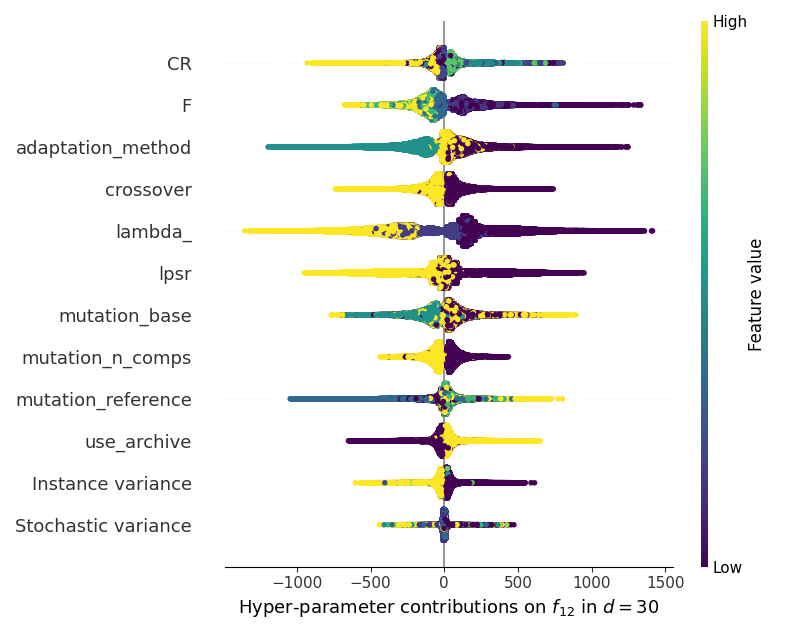 High
CR
F
adaptation_method
crossover
lambda_
lpsr
mutation_base
mutation_n_comps
mutation_reference
use_archive
Instance variance
Stochastic variance
Feature value
Low
−1000 −500 0 500 1000 1500
Hyper-parameter contributions on f₁₂ in d = 30